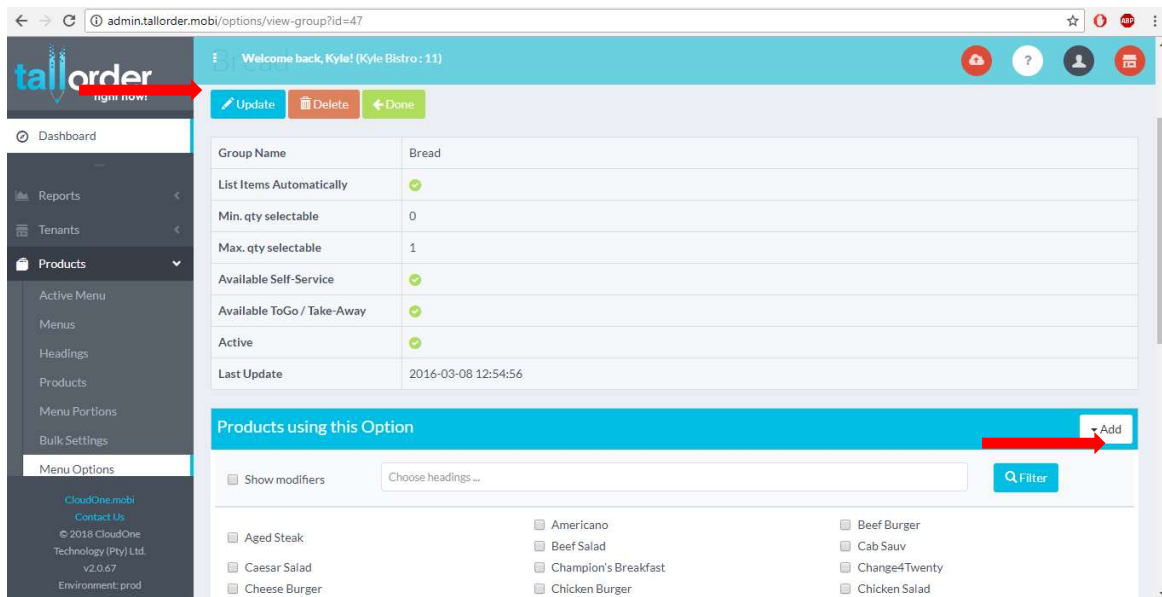 admin.tallorder.mobi/options/view-group?id=47
ABP
tallorder
right now!
Bread
Welcome back, Kyle! (Kyle Bistro : 11)
?
Update
Delete
Done
Dashboard
Reports
Tenants
Products
Active Menu
Menus
Headings
Products
Menu Portions
Bulk Settings
Menu Options
CloudOne.mobi
Contact Us
© 2018 CloudOne
Technology (Pty) Ltd.
v2.0.67
Environment: prod
Group Name Bread
List Items Automatically
Min. qty selectable 0
Max. qty selectable 1
Available Self-Service
Available ToGo / Take-Away
Active
Last Update 2016-03-08 12:54:56
Products using this Option
Add
Show modifiers
Choose headings ...
Filter
Aged Steak
Americano
Beef Burger
Beef Salad
Cab Sauv
Caesar Salad
Champion's Breakfast
Change4Twenty
Cheese Burger
Chicken Burger
Chicken Salad